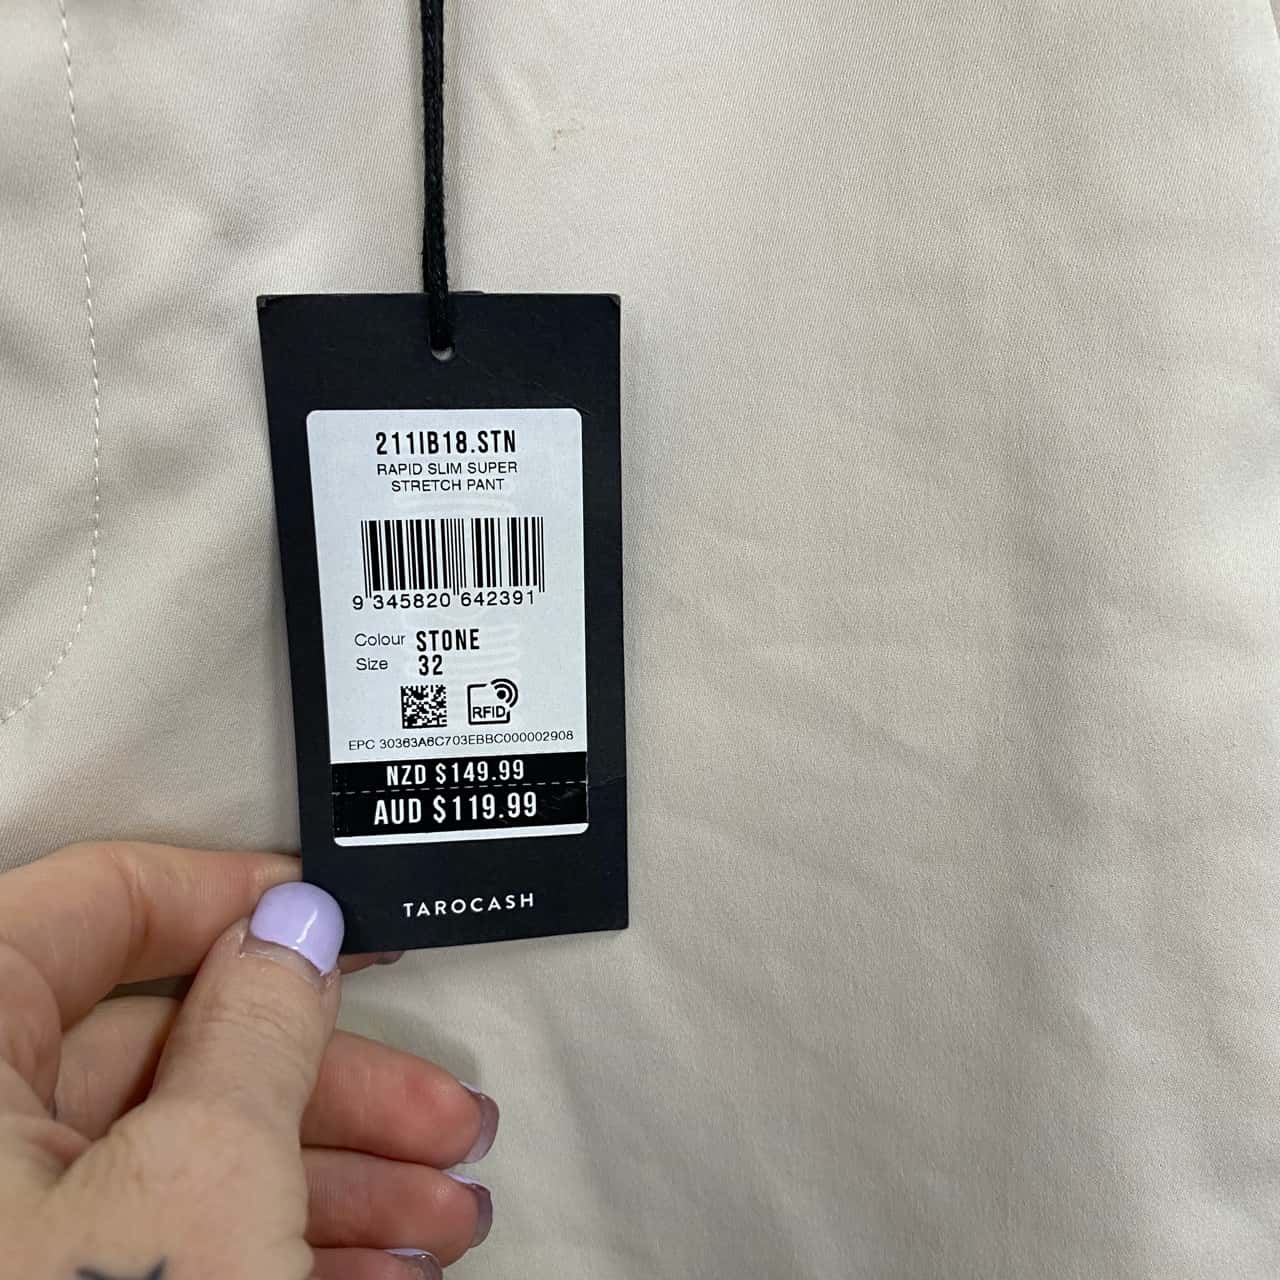 211IB18.STN
RAPID SLIM SUPER
STRETCH PANT
9 345820 642391
Colour STONE
Size 32
RFID
EPC 30363A6C703EBBC000002908
NZD $149.99
AUD $119.99
TAROCASH